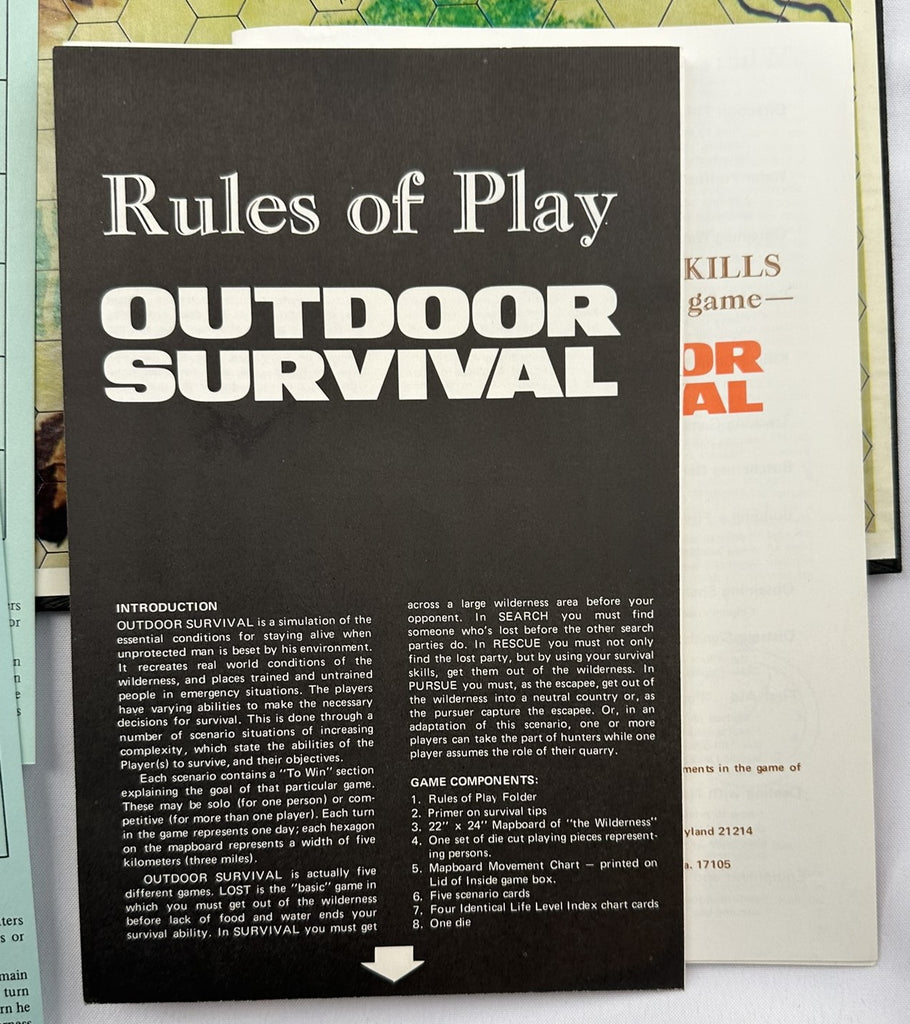 Rules of Play
OUTDOOR
SURVIVAL
INTRODUCTION
OUTDOOR SURVIVAL is a simulation of the
essential conditions for staying alive when
unprotected man is beset by his environment.
It recreates real world conditions of the
wilderness, and places trained and untrained
people in emergency situations. The players
have varying abilities to make the necessary
decisions for survival. This is done through a
number of scenario situations of increasing
complexity, which state the abilities of the
Player(s) to survive, and their objectives.
Each scenario contains a "To Win" section
explaining the goal of that particular game.
These may be solo (for one person) or com-
petitive (for more than one player). Each turn
in the game represents one day; each hexagon
on the mapboard represents a width of five
kilometers (three miles).
OUTDOOR SURVIVAL is actually five
different games. LOST is the "basic" game in
which you must get out of the wilderness
before lack of food and water ends your
survival ability. In SURVIVAL you must get
across a large wilderness area before your
opponent. In SEARCH you must find
someone who's lost before the other search
parties do. In RESCUE you must not only
find the lost party, but by using your survival
skills, get them out of the wilderness. In
PURSUE you must, as the escapee, get out of
the wilderness into a neutral country or, as
the pursuer capture the escapee. Or, in an
adaptation of this scenario, one or more
players can take the part of hunters while one
player assumes the role of their quarry.
GAME COMPONENTS:
1. Rules of Play Folder
2. Primer on survival tips
3. 22" x 24" Mapboard of "the Wilderness"
4. One set of die cut playing pieces represent-
ing persons.
5. Mapboard Movement Chart — printed on
Lid of Inside game box.
6. Five scenario cards
7. Four Identical Life Level Index chart cards
8. One die
KILLS
game—
OR
AL
ments in the game of
yland 21214
a. 17105
ters
s or
main
turn
rn he